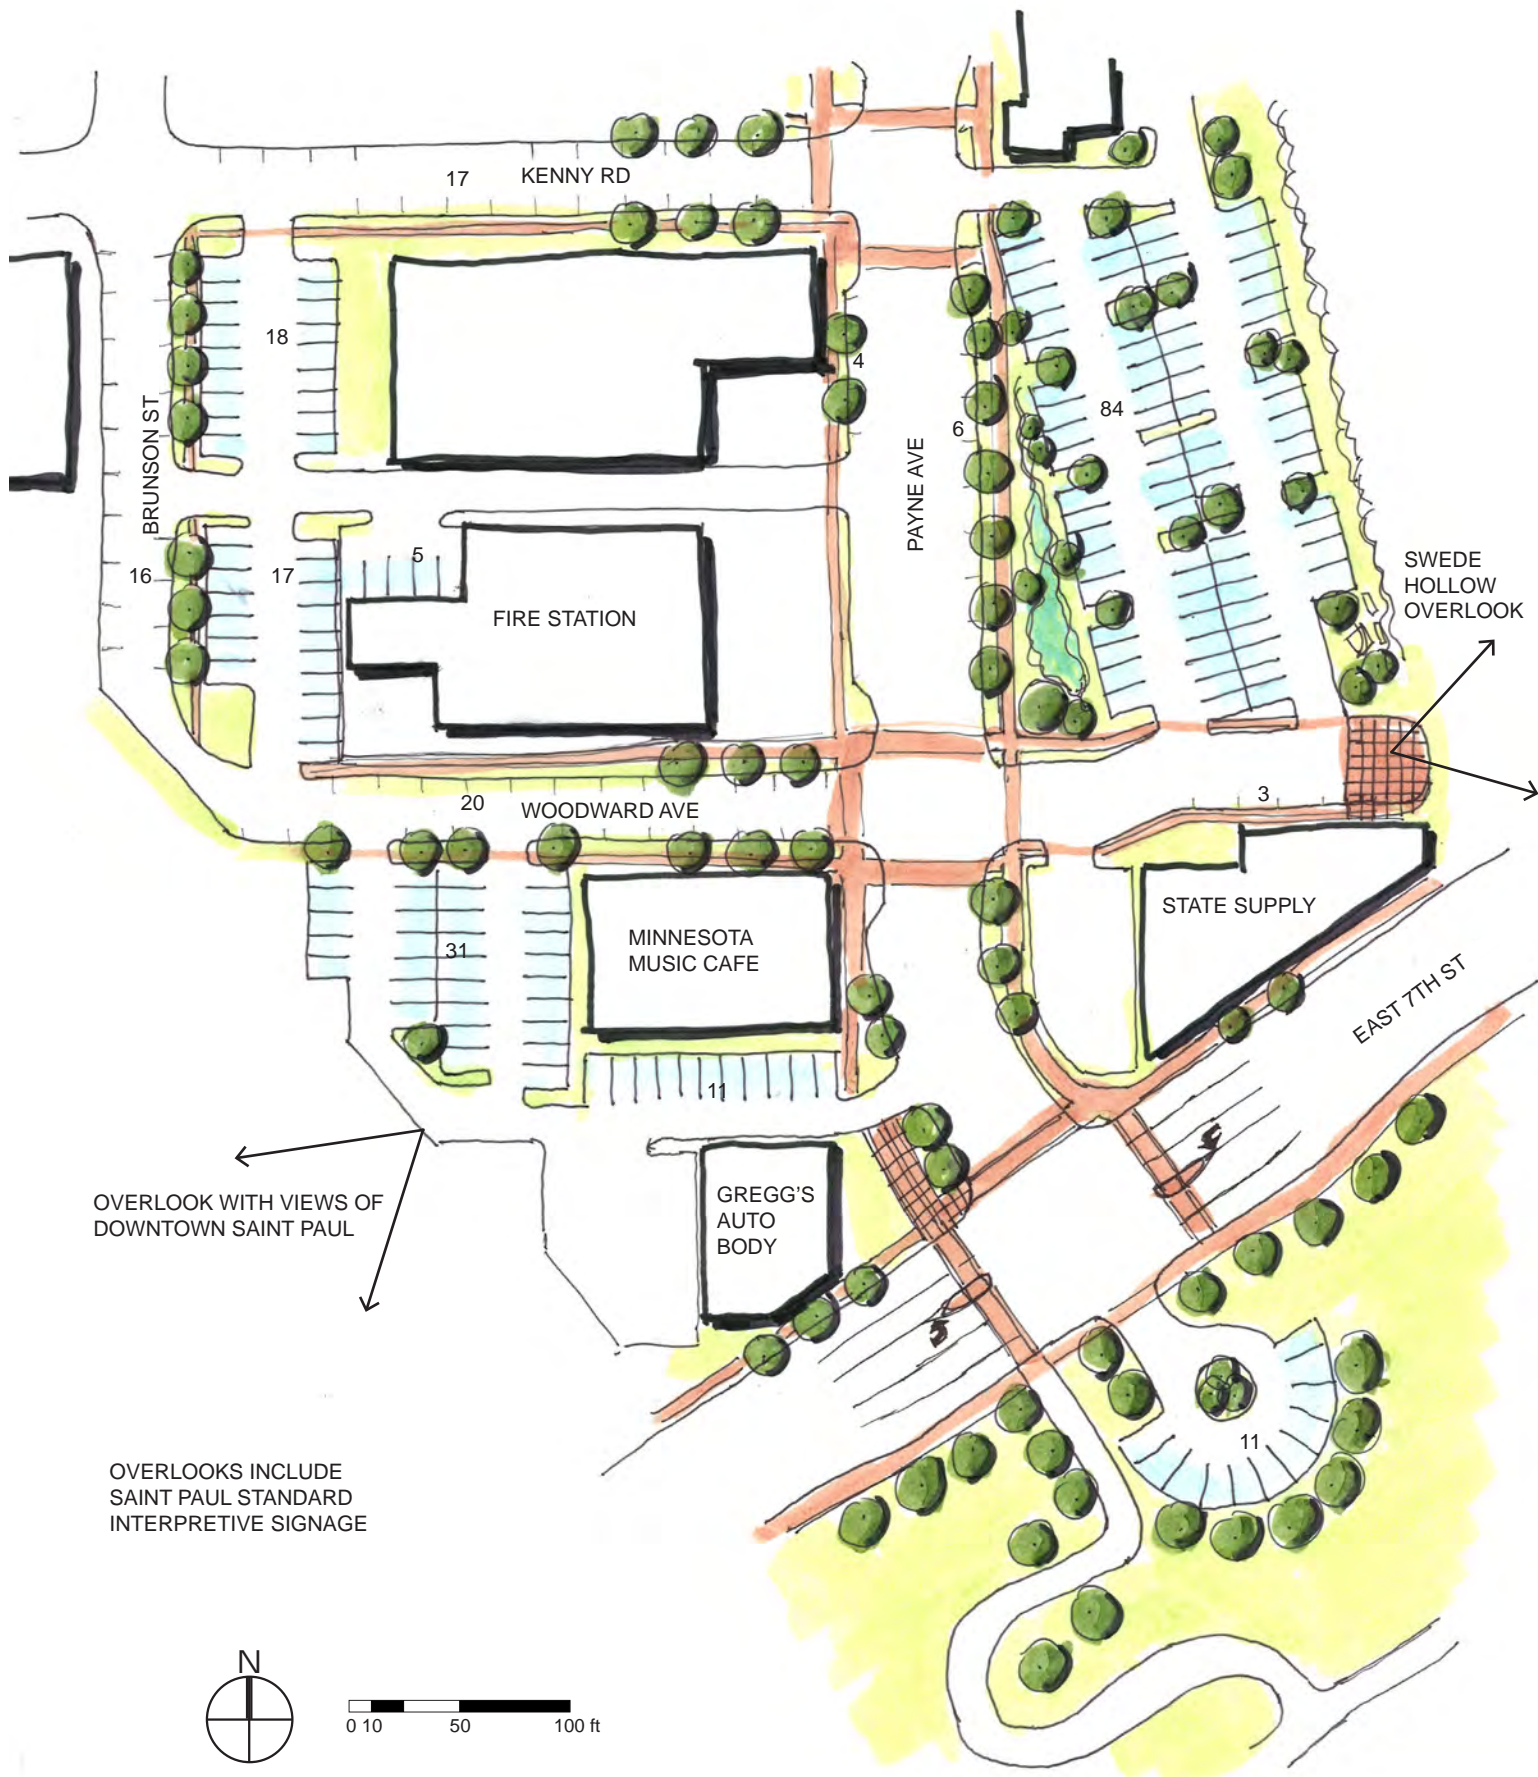 17
KENNY RD
18
4
84
6
BRUNSON ST
PAYNE AVE
5
16
17
SWEDE
HOLLOW
OVERLOOK
FIRE STATION
20
WOODWARD AVE
3
STATE SUPPLY
MINNESOTA
MUSIC CAFE
31
EAST 7TH ST
11
OVERLOOK WITH VIEWS OF
DOWNTOWN SAINT PAUL
GREGG'S
AUTO
BODY
11
OVERLOOKS INCLUDE
SAINT PAUL STANDARD
INTERPRETIVE SIGNAGE
N
0 10 50 100 ft